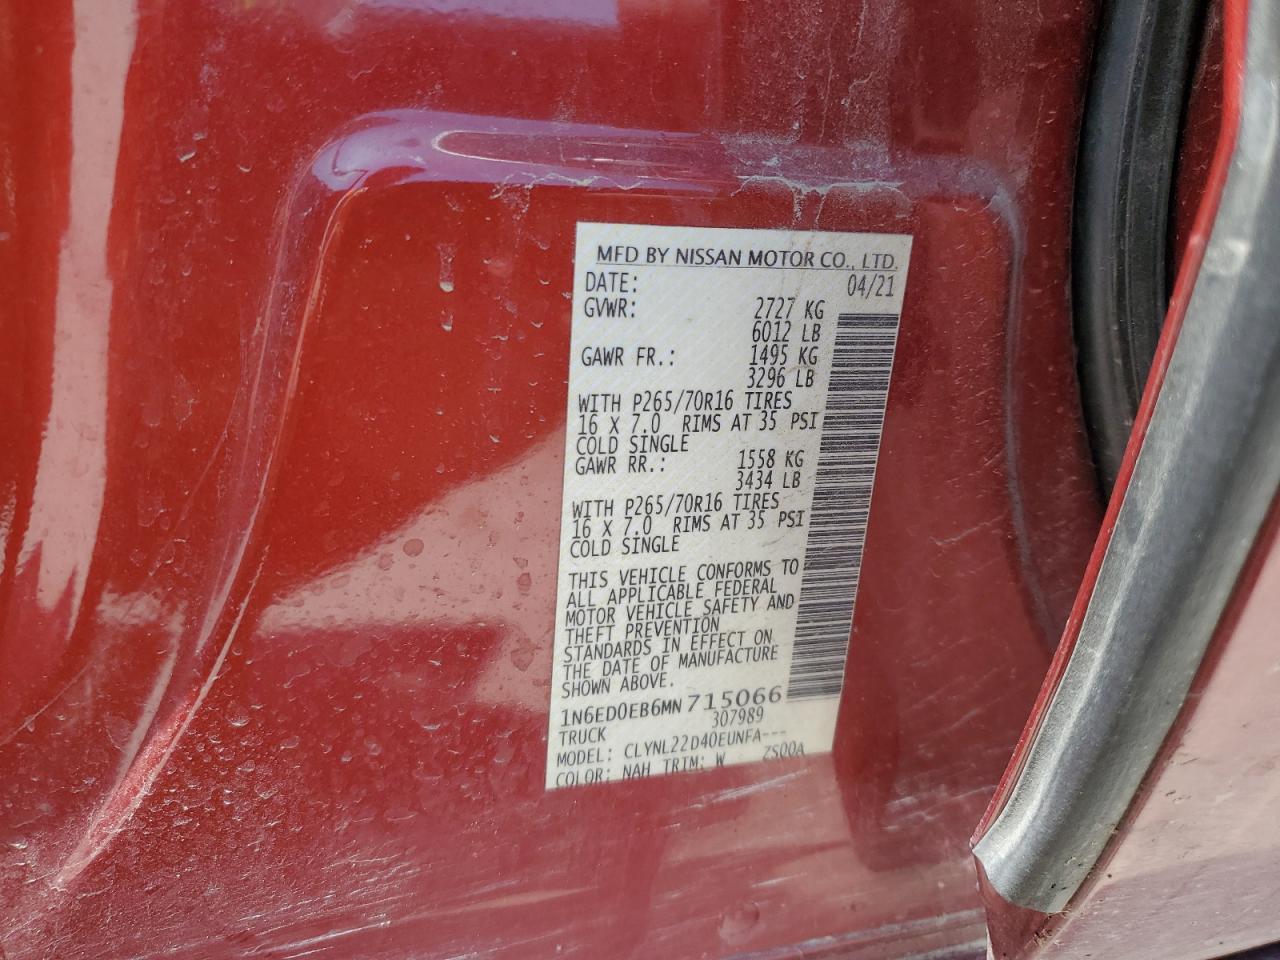 MFD BY NISSAN MOTOR CO., LTD.
DATE: 04/21
GVWR: 2727 KG
6012 LB
GAWR FR.: 1495 KG
3296 LB
WITH P265/70R16 TIRES
16 X 7.0 RIMS AT 35 PSI
COLD SINGLE
GAWR RR.: 1558 KG
3434 LB
WITH P265/70R16 TIRES
16 X 7.0 RIMS AT 35 PSI
COLD SINGLE
THIS VEHICLE CONFORMS TO
ALL APPLICABLE FEDERAL
MOTOR VEHICLE SAFETY AND
THEFT PREVENTION
STANDARDS IN EFFECT ON
THE DATE OF MANUFACTURE
SHOWN ABOVE.
1N6ED0EB6MN715066
TRUCK 307989
MODEL: CLYNL22D40EUNFA---
COLOR: NAH TRIM: W ZS00A